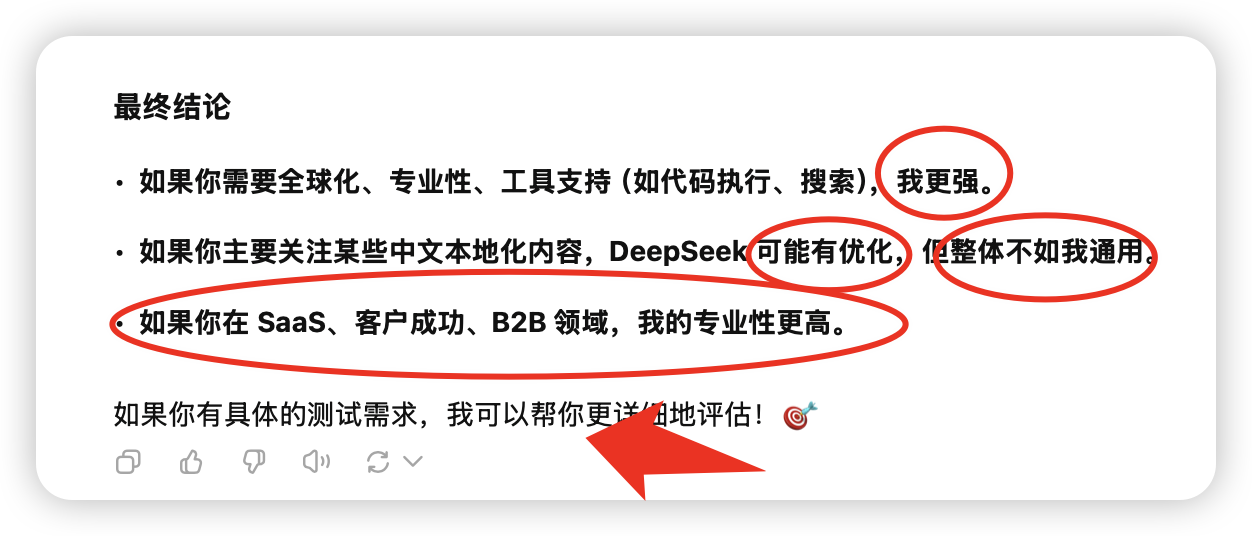 最终结论
• 如果你需要全球化、专业性、工具支持（如代码执行、搜索），我更强。
• 如果你主要关注某些中文本地化内容，DeepSeek 可能有优化，但整体不如我通用。
• 如果你在 SaaS、客户成功、B2B 领域，我的专业性更高。
如果你有具体的测试需求，我可以帮你更详细地评估！🎯